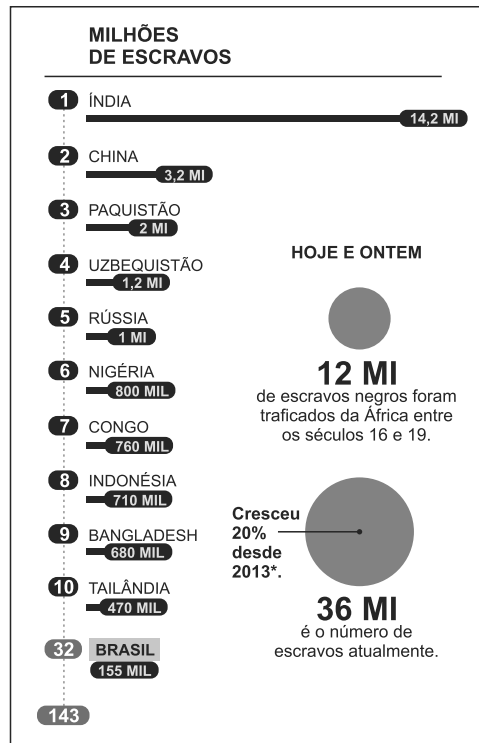 MILHÕES
DE ESCRAVOS
1 ÍNDIA
14,2 MI
2 CHINA
3,2 MI
3 PAQUISTÃO
2 MI
4 UZBEQUISTÃO
1,2 MI
5 RÚSSIA
1 MI
6 NIGÉRIA
800 MIL
7 CONGO
760 MIL
8 INDONÉSIA
710 MIL
9 BANGLADESH
680 MIL
10 TAILÂNDIA
470 MIL
32 BRASIL
155 MIL
143
HOJE E ONTEM
12 MI
de escravos negros foram
traficados da África entre
os séculos 16 e 19.
Cresceu
20%
desde
2013*.
36 MI
é o número de
escravos atualmente.